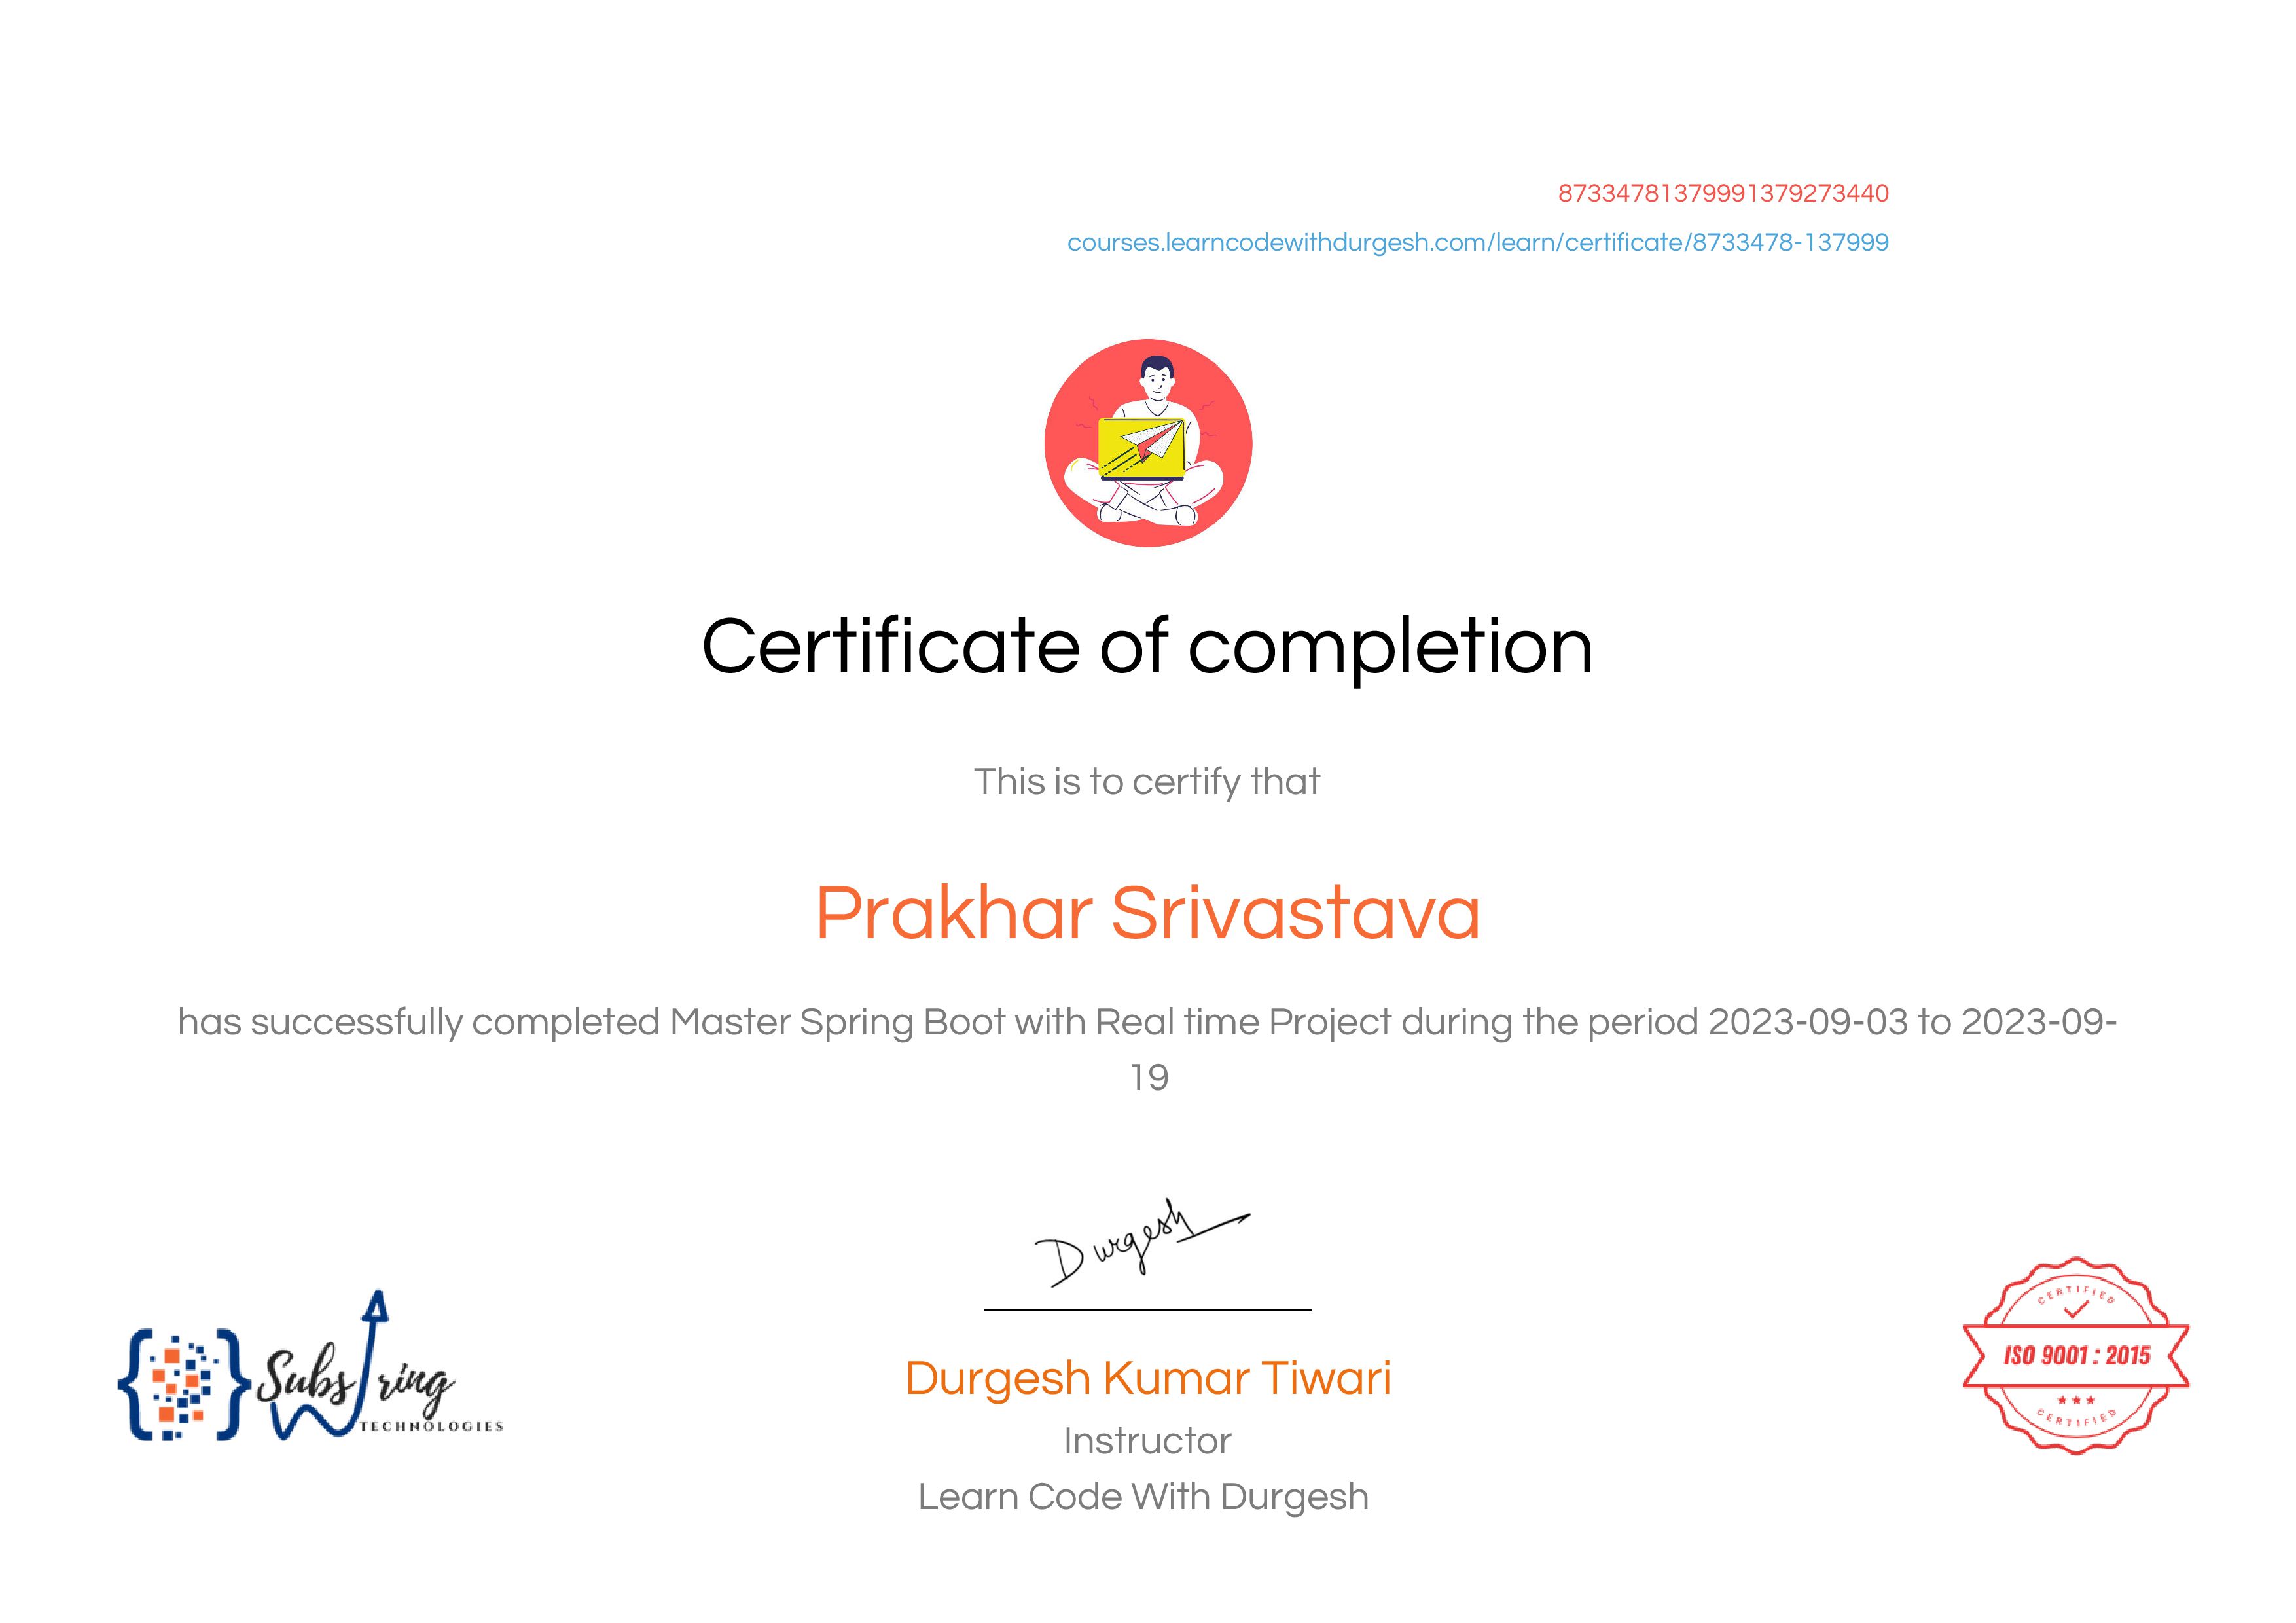 87334781379991379273440
courses.learncodewithdurgesh.com/learn/certificate/8733478-137999
Certificate of completion
This is to certify that
Prakhar Srivastava
has successfully completed Master Spring Boot with Real time Project during the period 2023-09-03 to 2023-09-
19
Durgesh
Substring
TECHNOLOGIES
CERTIFIED
ISO 9001 : 2015
CERTIFIED
Durgesh Kumar Tiwari
Instructor
Learn Code With Durgesh